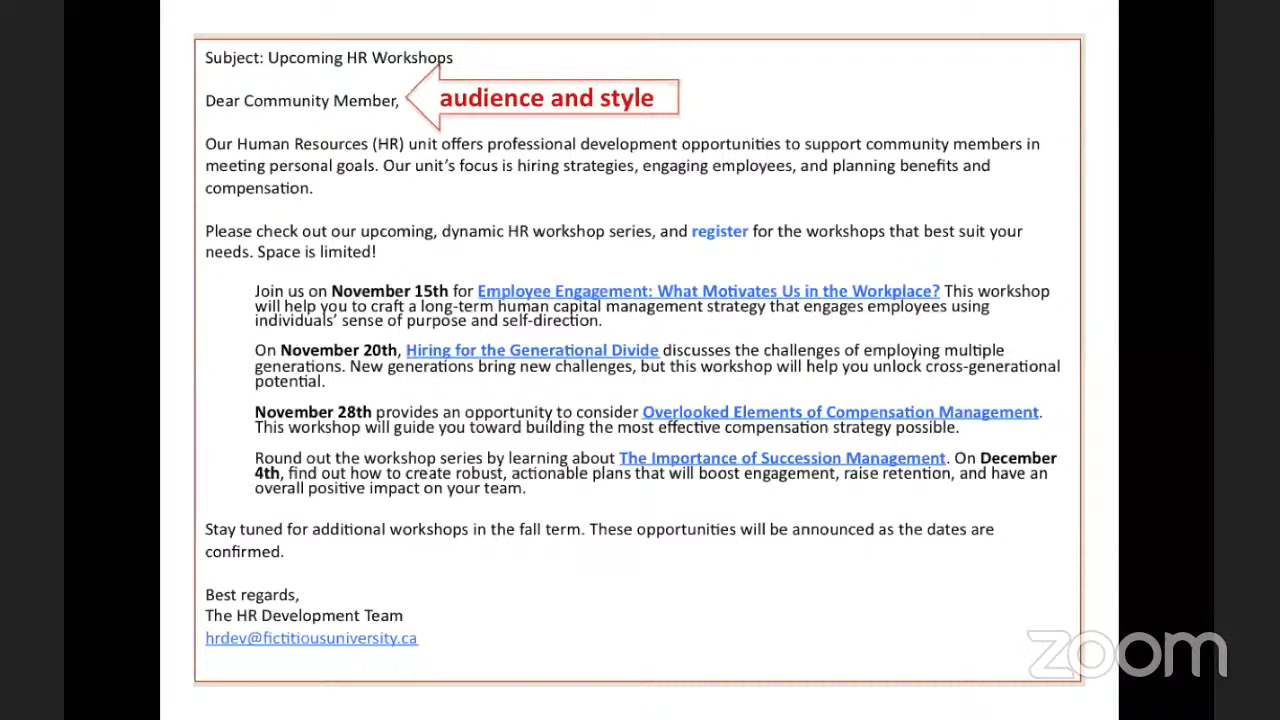 Subject: Upcoming HR Workshops
Dear Community Member,
audience and style
Our Human Resources (HR) unit offers professional development opportunities to support community members in
meeting personal goals. Our unit's focus is hiring strategies, engaging employees, and planning benefits and
compensation.
Please check out our upcoming, dynamic HR workshop series, and register for the workshops that best suit your
needs. Space is limited!
Join us on November 15th for Employee Engagement: What Motivates Us in the Workplace? This workshop
will help you to craft a long-term human capital management strategy that engages employees using
individuals' sense of purpose and self-direction.
On November 20th, Hiring for the Generational Divide discusses the challenges of employing multiple
generations. New generations bring new challenges, but this workshop will help you unlock cross-generational
potential.
November 28th provides an opportunity to consider Overlooked Elements of Compensation Management.
This workshop will guide you toward building the most effective compensation strategy possible.
Round out the workshop series by learning about The Importance of Succession Management. On December
4th, find out how to create robust, actionable plans that will boost engagement, raise retention, and have an
overall positive impact on your team.
Stay tuned for additional workshops in the fall term. These opportunities will be announced as the dates are
confirmed.
Best regards,
The HR Development Team
hrdev@fictitiousuniversity.ca
zoom